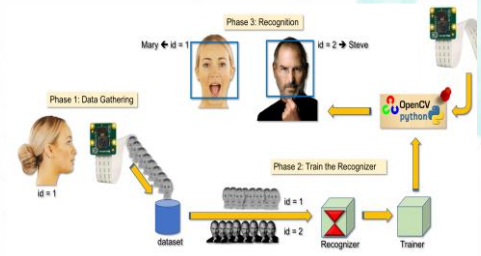 Phase 3: Recognition
Mary ← id = 1
id = 2 → Steve
Phase 1: Data Gathering
OpenCV
python
Phase 2: Train the Recognizer
id = 1
id = 1
id = 2
dataset
Recognizer
Trainer